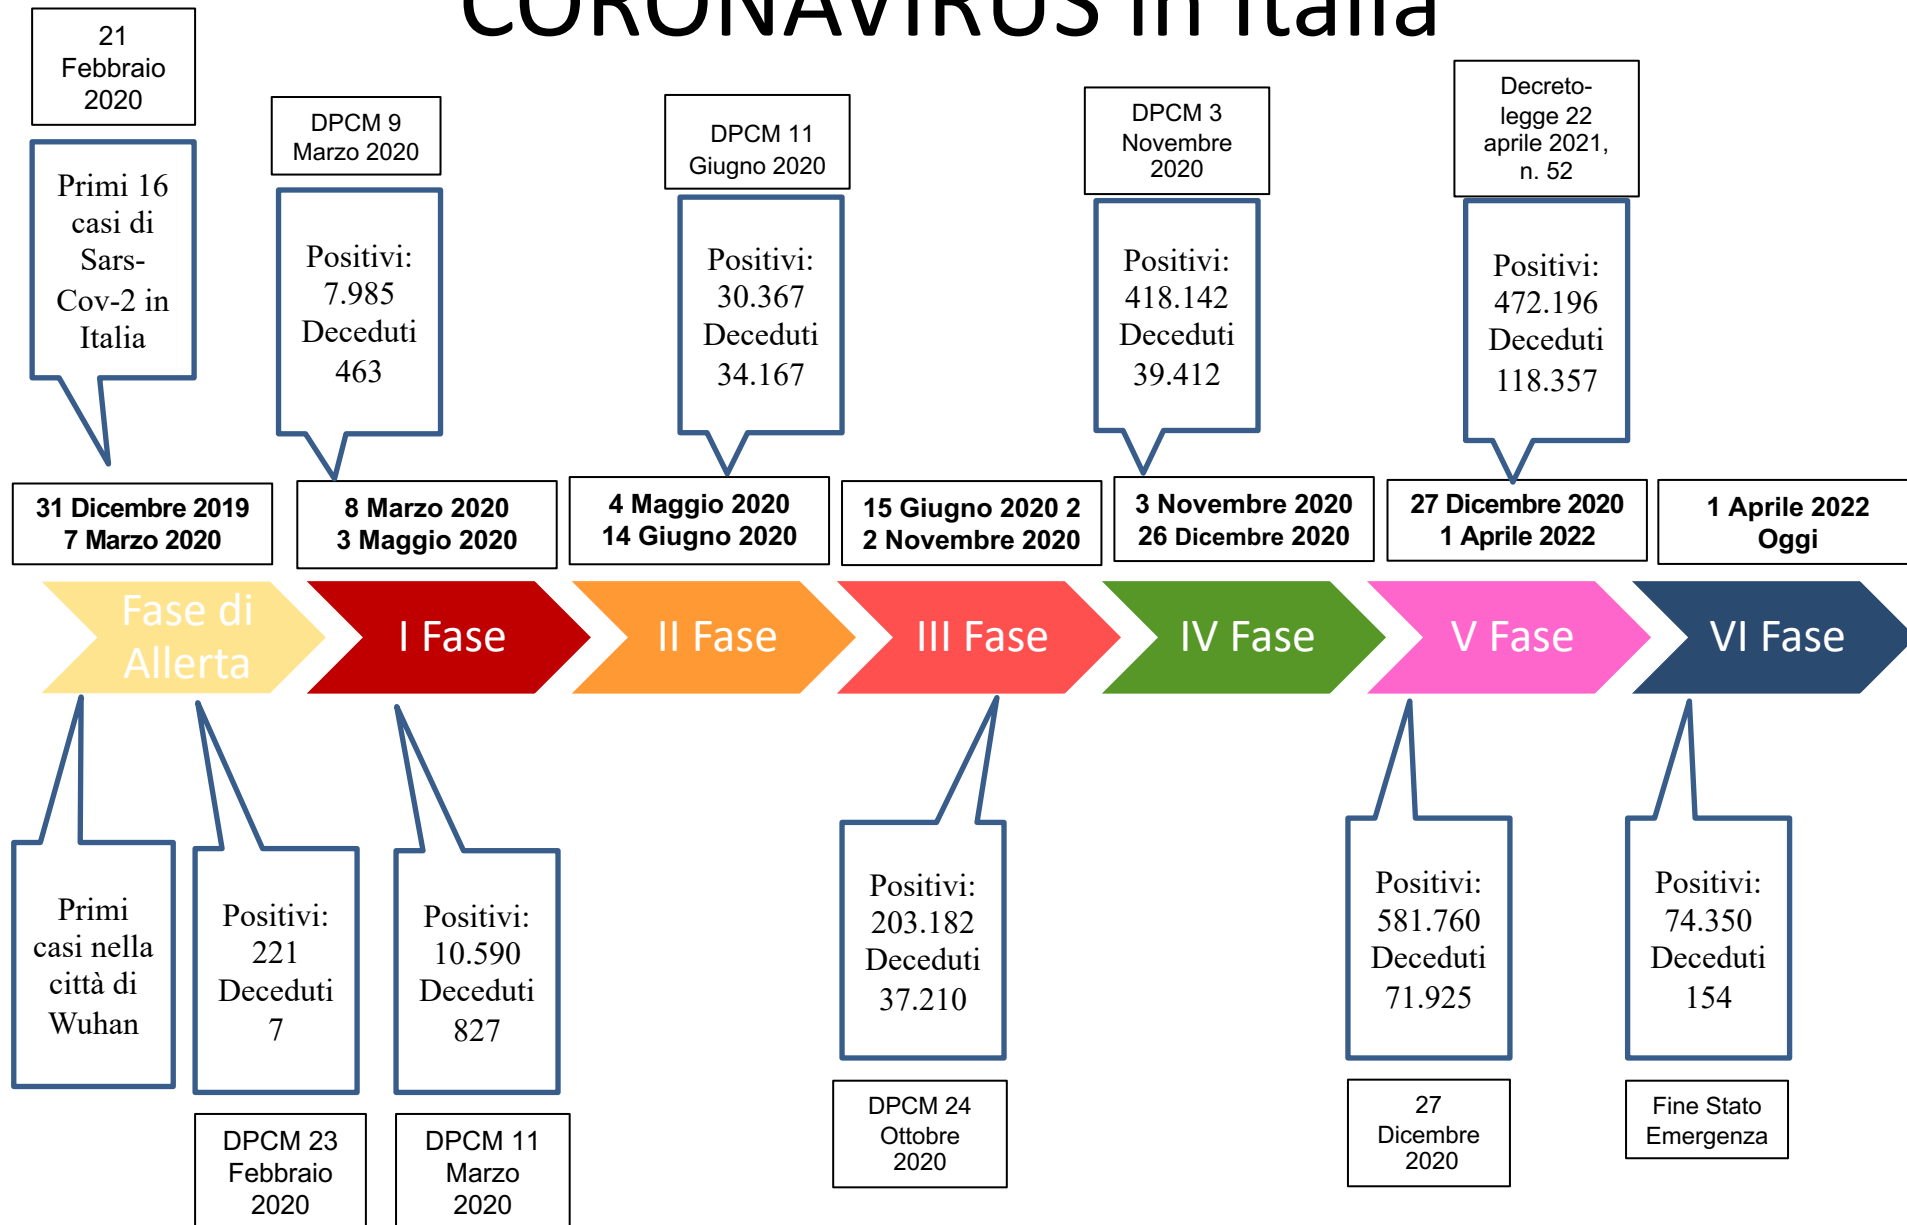 CORONAVIRUS in Italia
21
Febbraio
2020
Primi 16
casi di
Sars-
Cov-2 in
Italia
DPCM 9
Marzo 2020
Positivi:
7.985
Deceduti
463
DPCM 11
Giugno 2020
Positivi:
30.367
Deceduti
34.167
DPCM 3
Novembre
2020
Positivi:
418.142
Deceduti
39.412
Decreto-
legge 22
aprile 2021,
n. 52
Positivi:
472.196
Deceduti
118.357
31 Dicembre 2019
7 Marzo 2020
8 Marzo 2020
3 Maggio 2020
4 Maggio 2020
14 Giugno 2020
15 Giugno 2020 2
2 Novembre 2020
3 Novembre 2020
26 Dicembre 2020
27 Dicembre 2020
1 Aprile 2022
1 Aprile 2022
Oggi
Fase di
Allerta
I Fase
II Fase
III Fase
IV Fase
V Fase
VI Fase
Primi
casi nella
città di
Wuhan
Positivi:
221
Deceduti
7
DPCM 23
Febbraio
2020
Positivi:
10.590
Deceduti
827
DPCM 11
Marzo
2020
Positivi:
203.182
Deceduti
37.210
DPCM 24
Ottobre
2020
Positivi:
581.760
Deceduti
71.925
27
Dicembre
2020
Positivi:
74.350
Deceduti
154
Fine Stato
Emergenza